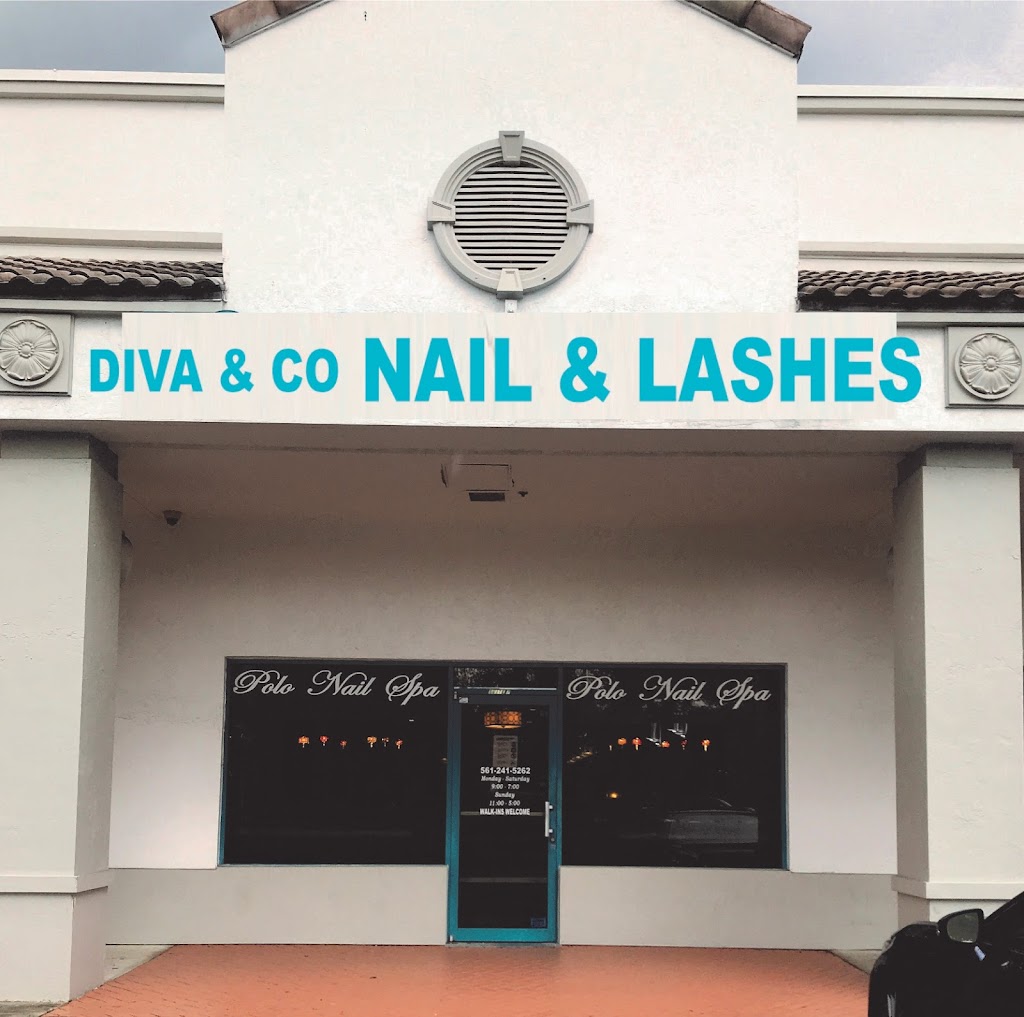 DIVA & CO NAIL & LASHES
Polo Nail Spa
Polo Nail Spa
561-241-5262
Monday - Saturday
9:00 - 7:00
Sunday
11:00 - 5:00
WALK-INS WELCOME